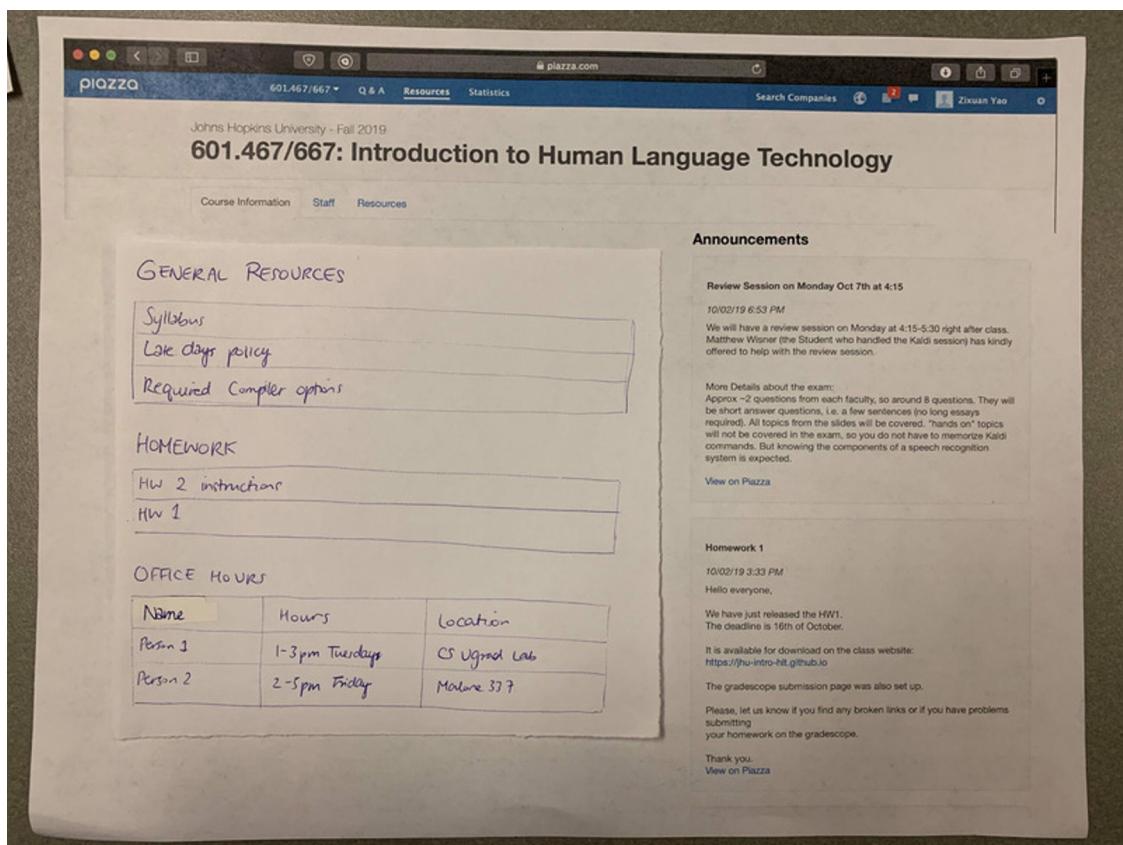 piazza.com
piazza
601.467/667
Q & A
Resources
Statistics
Search Companies
2
Zixuan Yao
Johns Hopkins University - Fall 2019
601.467/667: Introduction to Human Language Technology
Course Information
Staff
Resources
GENERAL RESOURCES
Syllabus
Late days policy
Required Compiler options
HOMEWORK
HW 2 instructions
HW 1
OFFICE HOURS
Name Hours Location
Person 1 1-3pm Tuesdays CS Ugrad Lab
Person 2 2-5pm Friday Malone 337
Announcements
Review Session on Monday Oct 7th at 4:15
10/02/19 6:53 PM
We will have a review session on Monday at 4:15-5:30 right after class.
Matthew Wisner (the Student who handled the Kaldi session) has kindly
offered to help with the review session.
More Details about the exam:
Approx ~2 questions from each faculty, so around 8 questions. They will
be short answer questions, i.e. a few sentences (no long essays
required). All topics from the slides will be covered. "hands on" topics
will not be covered in the exam, so you do not have to memorize Kaldi
commands. But knowing the components of a speech recognition
system is expected.
View on Piazza
Homework 1
10/02/19 3:33 PM
Hello everyone,
We have just released the HW1.
The deadline is 16th of October.
It is available for download on the class website:
https://jhu-intro-hlt.github.io
The gradescope submission page was also set up.
Please, let us know if you find any broken links or if you have problems
submitting
your homework on the gradescope.
Thank you.
View on Piazza